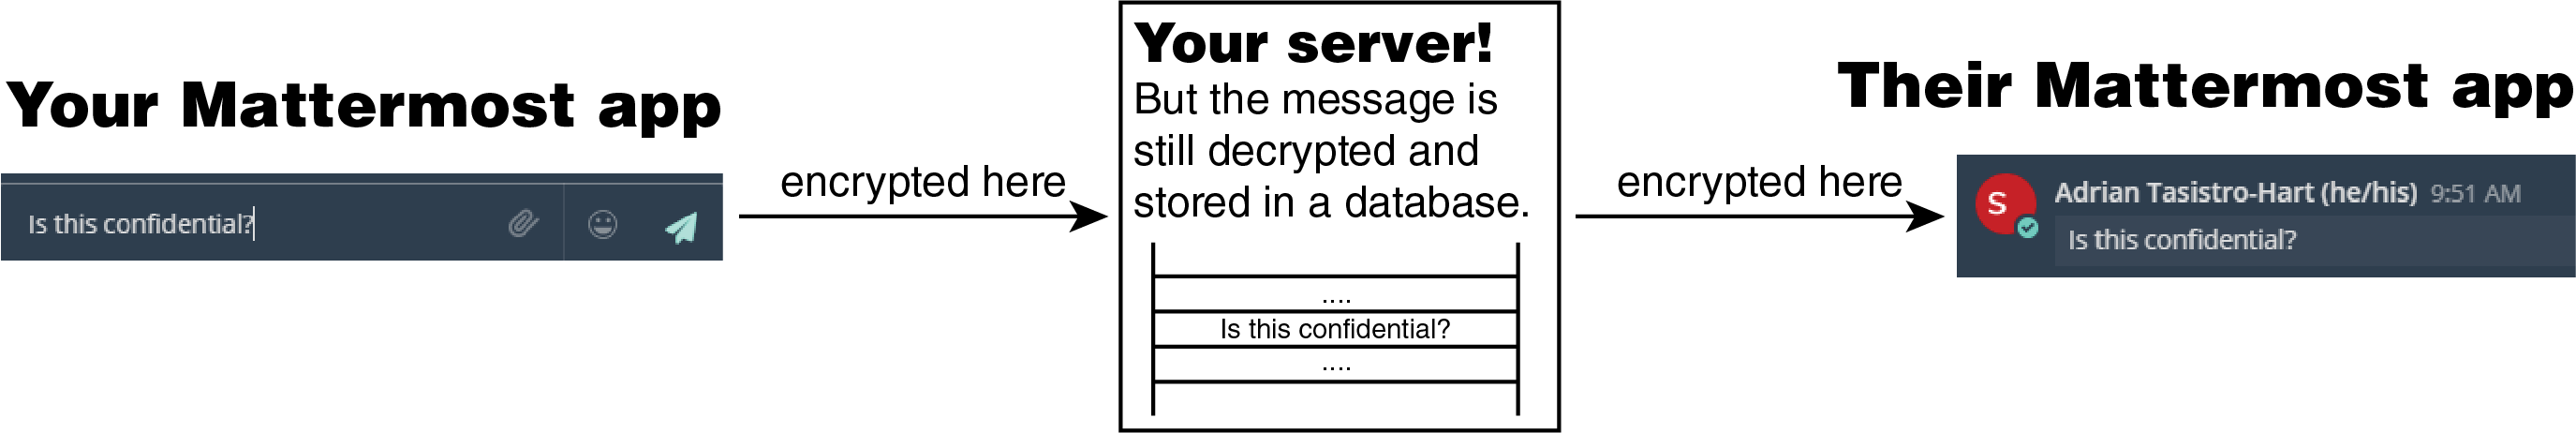 Your Mattermost app
Is this confidential?
encrypted here
Your server!
But the message is
still decrypted and
stored in a database.
....
Is this confidential?
....
encrypted here
Their Mattermost app
S
Adrian Tasistro-Hart (he/his) 9:51 AM
Is this confidential?